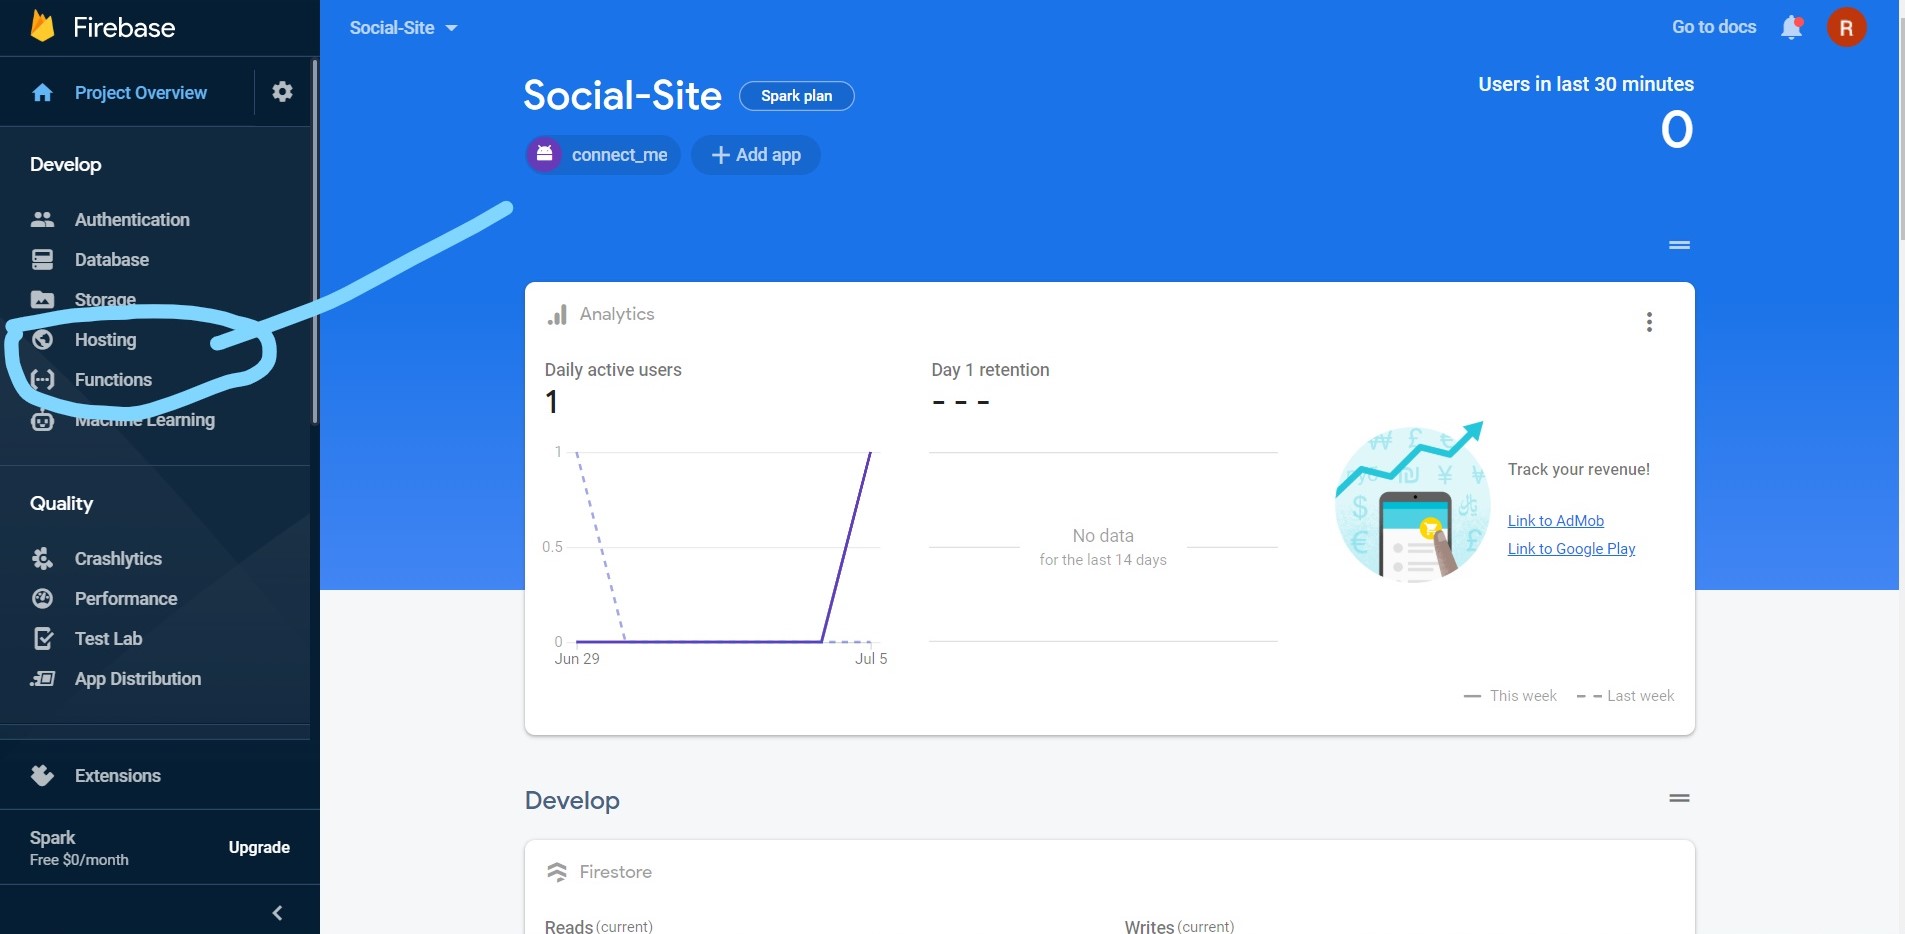 Firebase
Project Overview
Develop
Authentication
Database
Storage
Hosting
Functions
Machine Learning
Quality
Crashlytics
Performance
Test Lab
App Distribution
Extensions
Spark
Free $0/month
Upgrade
Social-Site
Go to docs
R
Social-Site
Spark plan
connect_me
Add app
Users in last 30 minutes
0
Analytics
Daily active users
1
1
0.5
0
Jun 29
Jul 5
Day 1 retention
- - -
No data
for the last 14 days
Track your revenue!
Link to AdMob
Link to Google Play
This week
Last week
Develop
Firestore
Reads (current)
Writes (current)